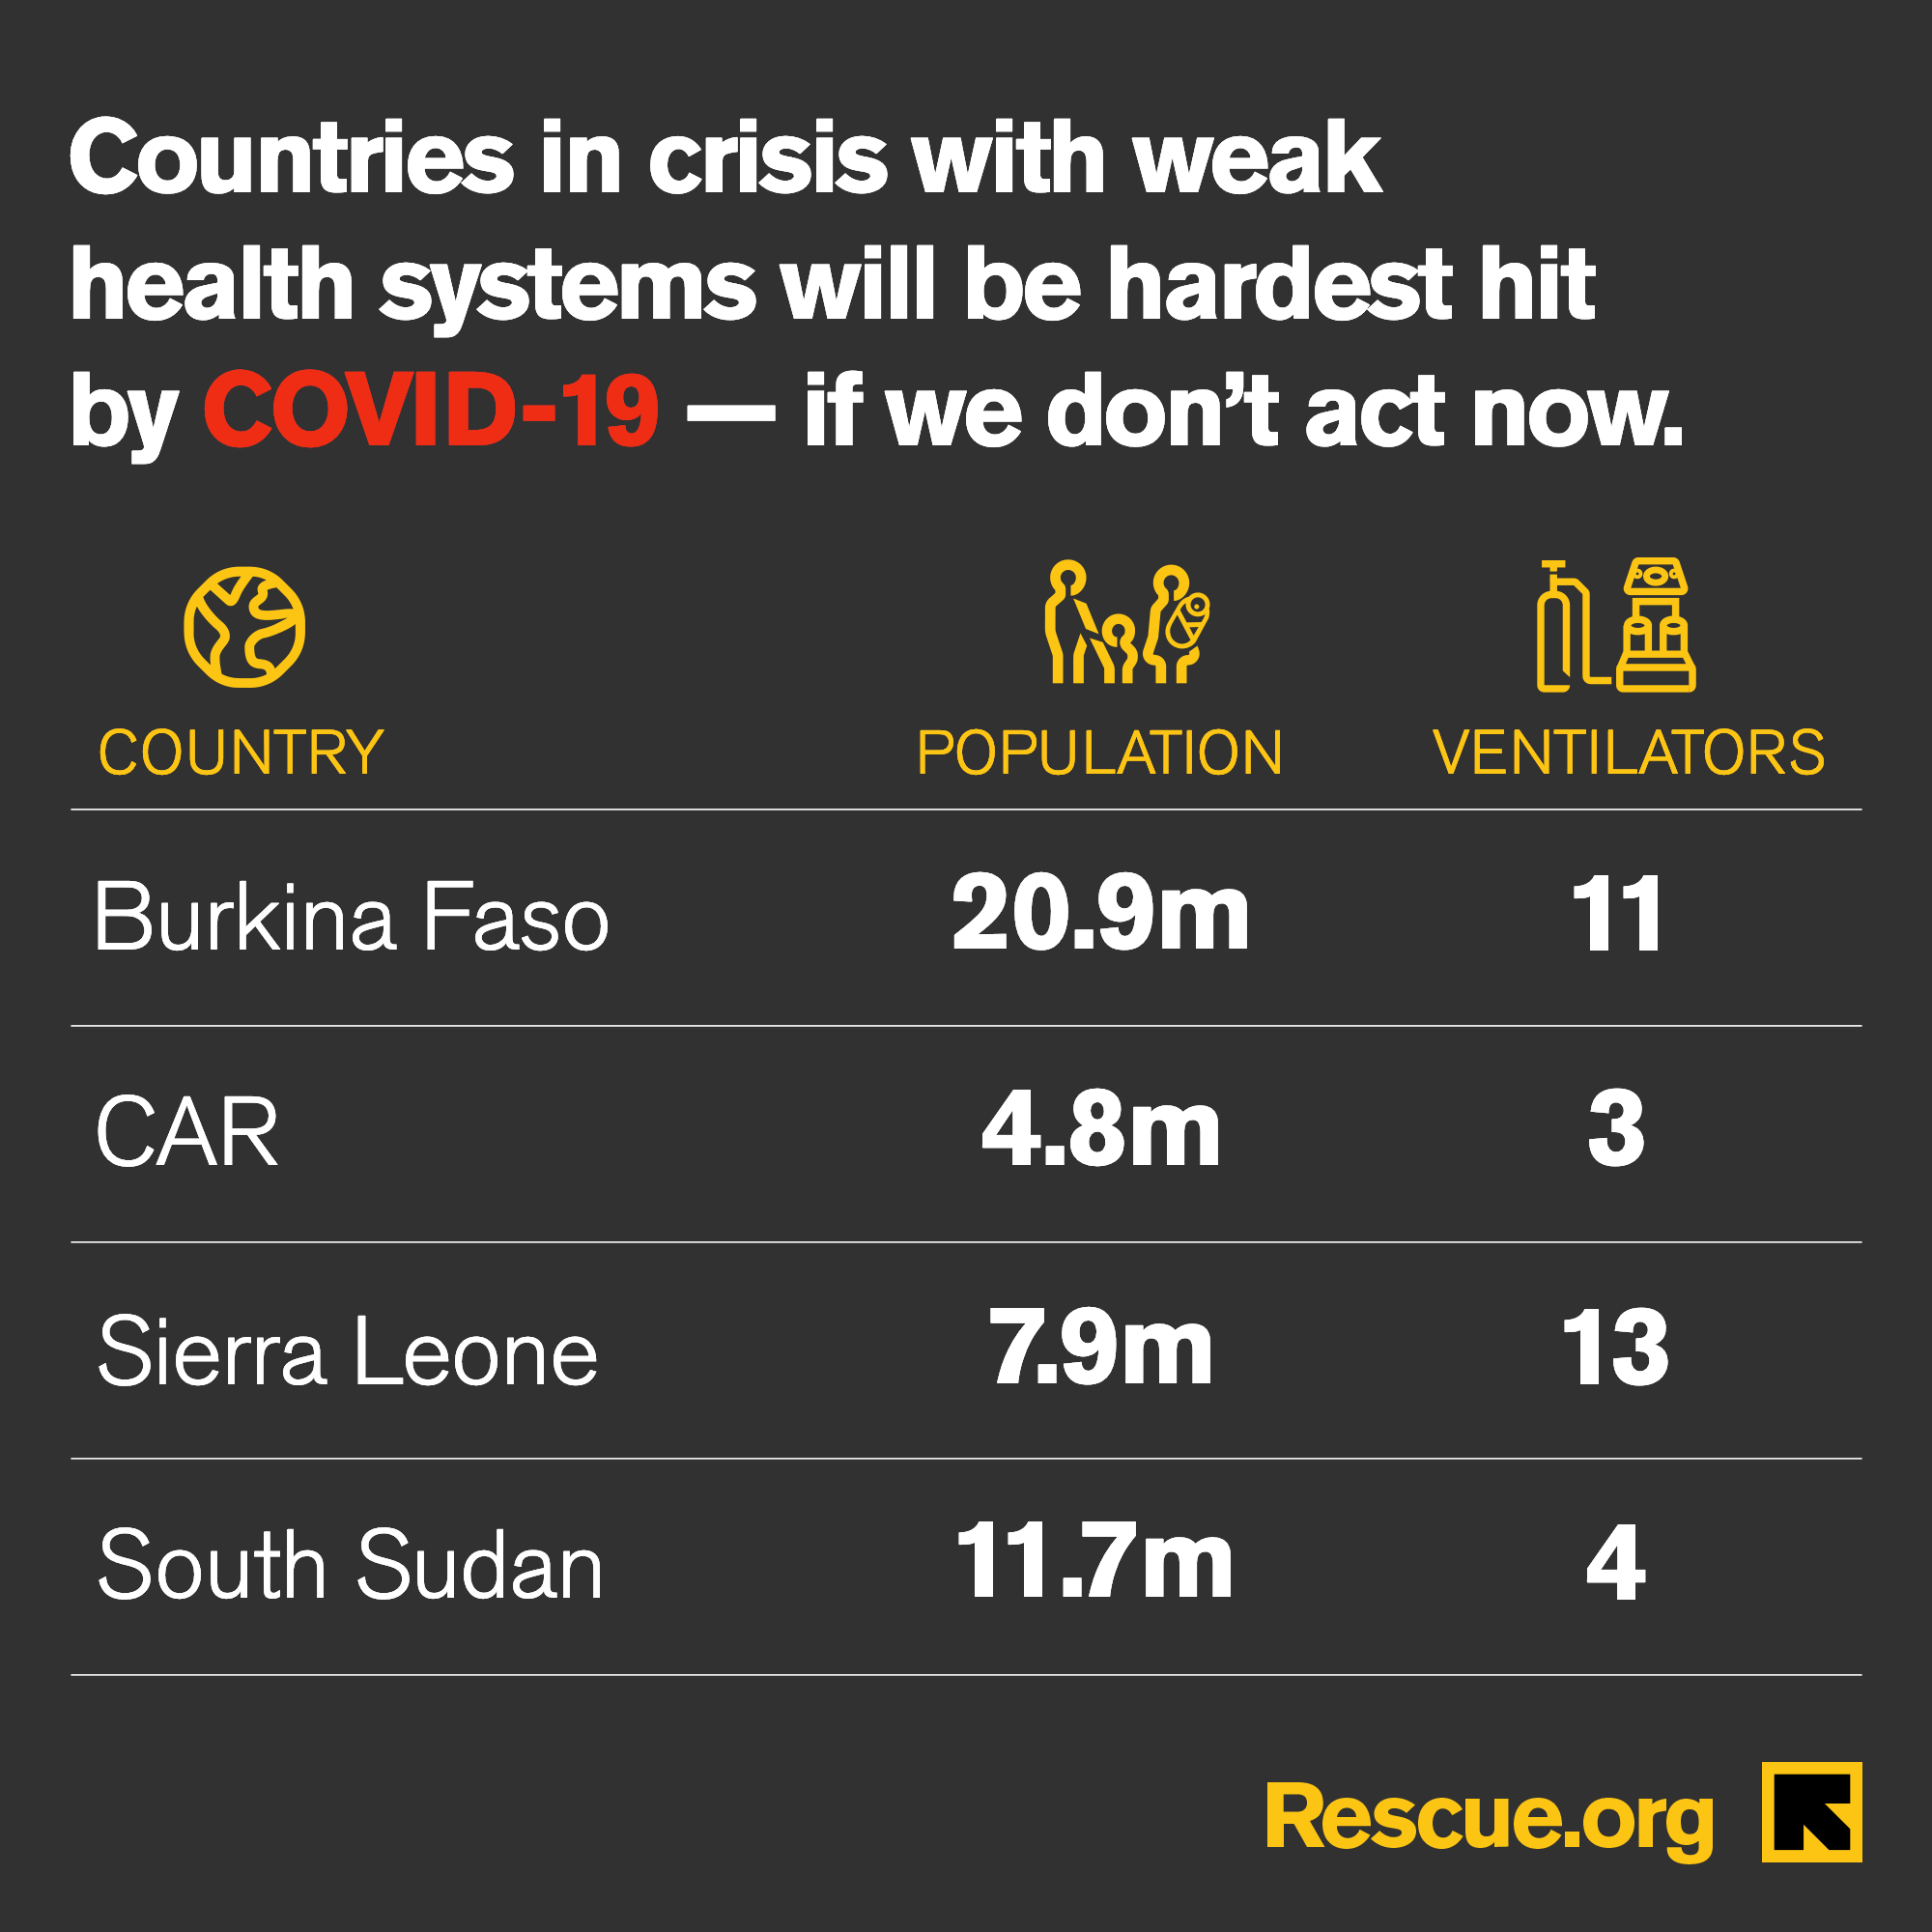 Countries in crisis with weak
health systems will be hardest hit
by COVID-19 — if we don’t act now.
COUNTRY POPULATION VENTILATORS
Burkina Faso 20.9m 11
CAR 4.8m 3
Sierra Leone 7.9m 13
South Sudan 11.7m 4
Rescue.org